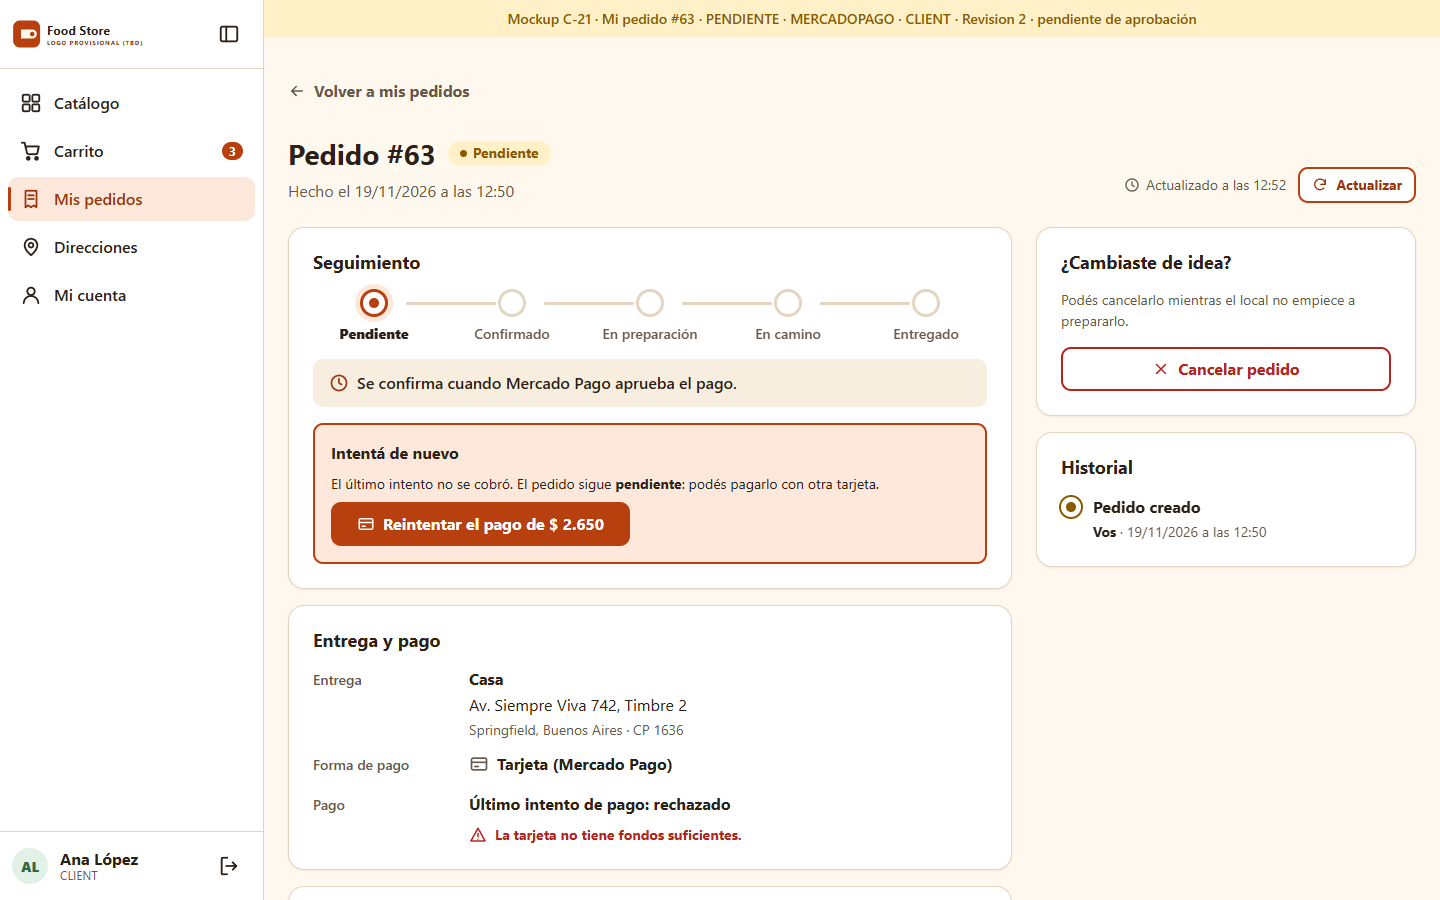 Food Store
LOGO PROVISIONAL (TBD)
Catálogo
Carrito
3
Mis pedidos
Direcciones
Mi cuenta
AL
Ana López
CLIENT
Mockup C-21 · Mi pedido #63 · PENDIENTE · MERCADOPAGO · CLIENT · Revision 2 · pendiente de aprobación
Volver a mis pedidos
Pedido #63
Pendiente
Hecho el 19/11/2026 a las 12:50
Actualizado a las 12:52
Actualizar
Seguimiento
Pendiente
Confirmado
En preparación
En camino
Entregado
Se confirma cuando Mercado Pago aprueba el pago.
Intentá de nuevo
El último intento no se cobró. El pedido sigue pendiente: podés pagarlo con otra tarjeta.
Reintentar el pago de $ 2.650
Entrega y pago
Entrega
Casa
Av. Siempre Viva 742, Timbre 2
Springfield, Buenos Aires · CP 1636
Forma de pago
Tarjeta (Mercado Pago)
Pago
Último intento de pago: rechazado
La tarjeta no tiene fondos suficientes.
¿Cambiaste de idea?
Podés cancelarlo mientras el local no empiece a
prepararlo.
Cancelar pedido
Historial
Pedido creado
Vos · 19/11/2026 a las 12:50